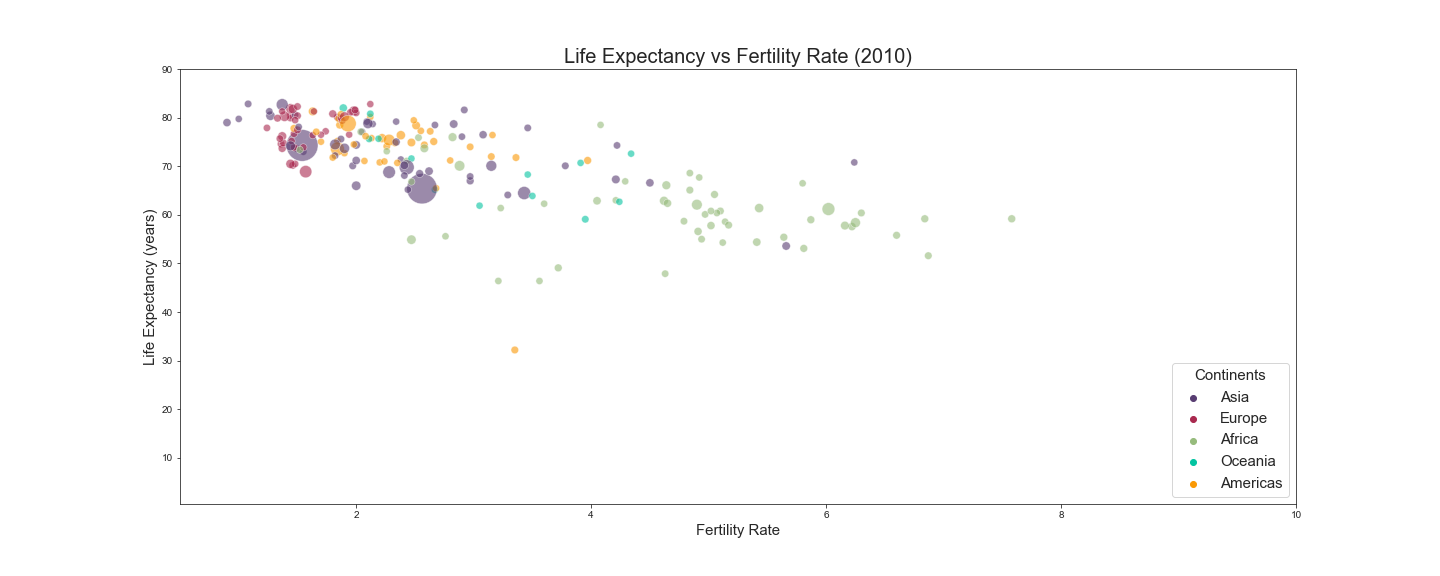 Life Expectancy vs Fertility Rate (2010)
Life Expectancy (years)
90
80
70
60
50
40
30
20
10
2
4
6
8
10
Fertility Rate
Continents
Asia
Europe
Africa
Oceania
Americas